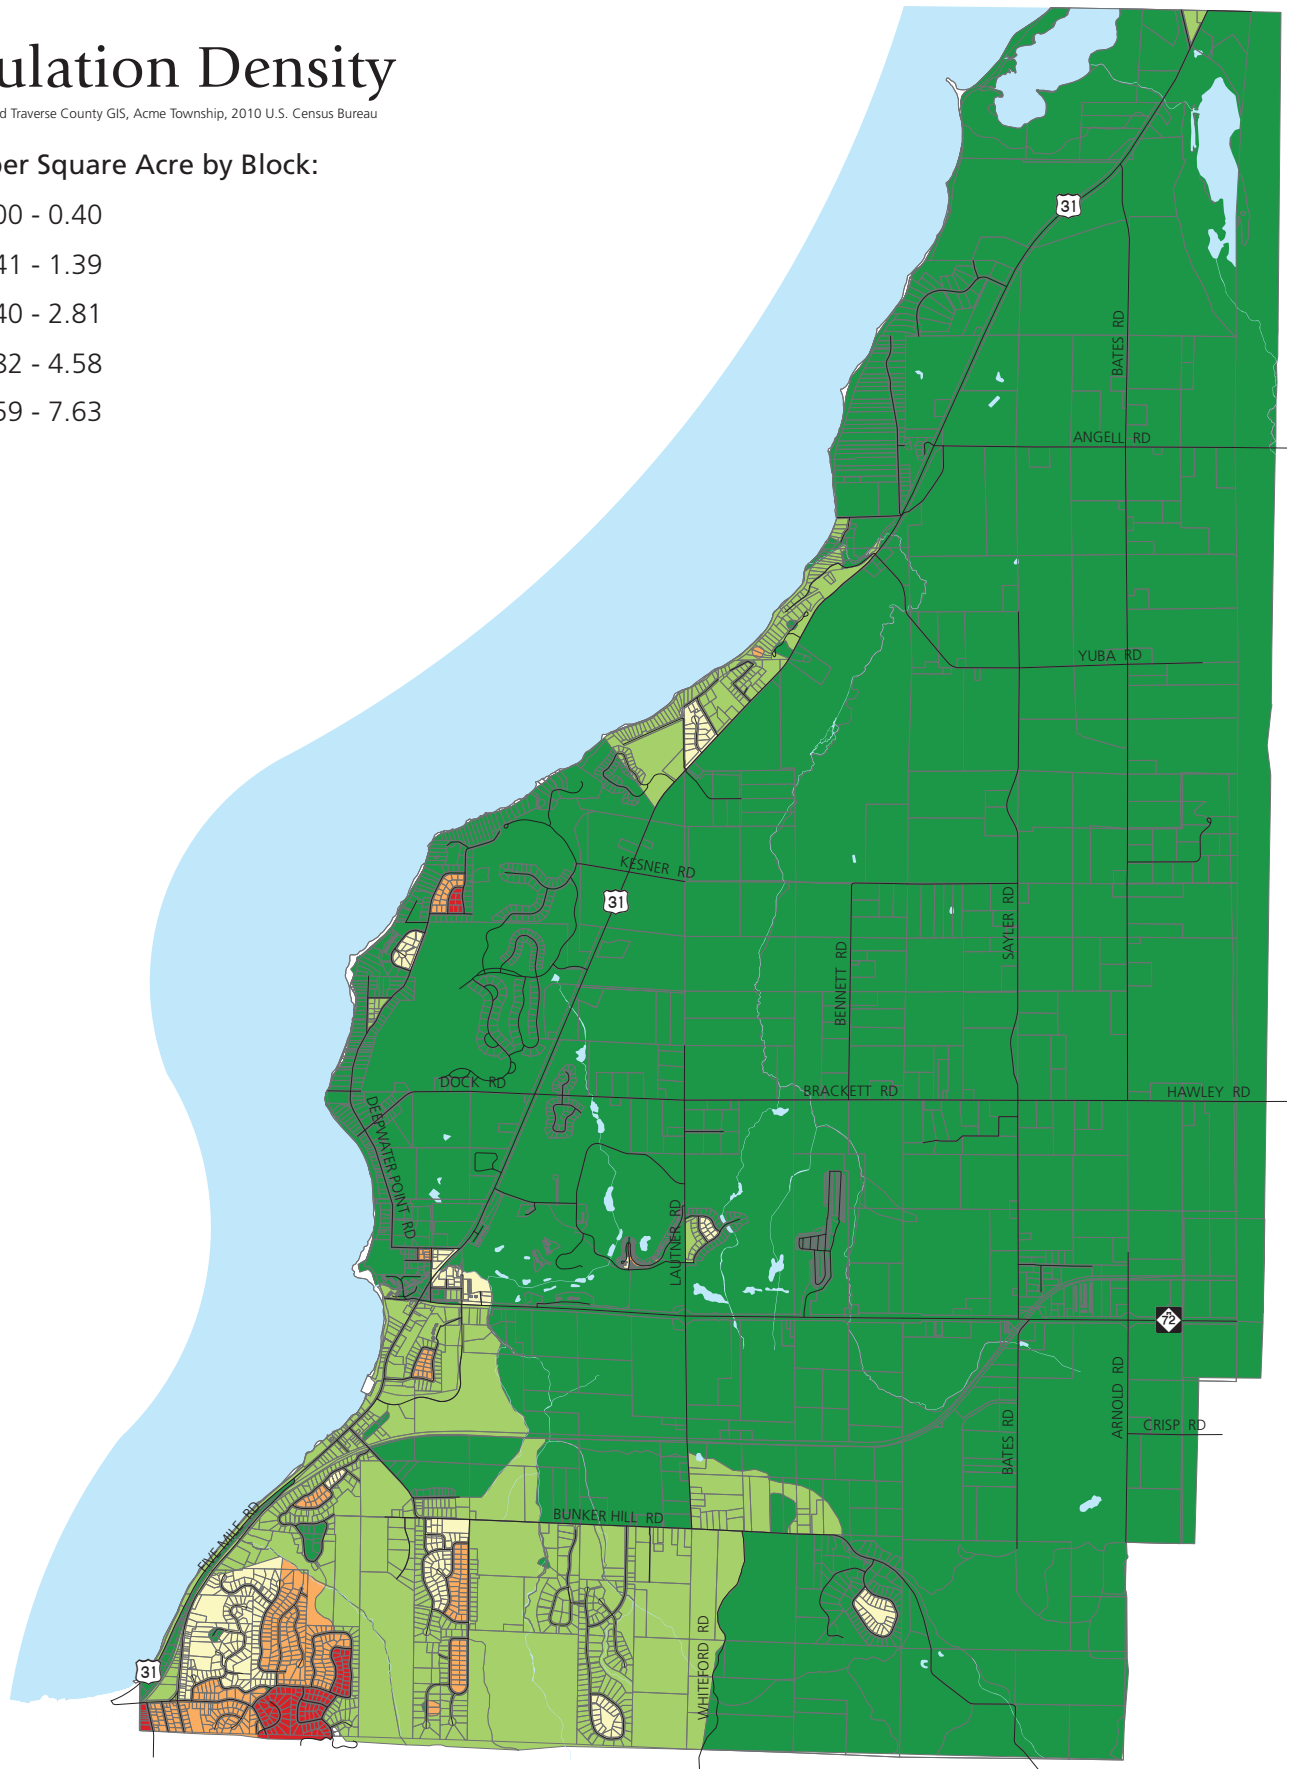 ulation Density
d Traverse County GIS, Acme Township, 2010 U.S. Census Bureau
per Square Acre by Block:
00 - 0.40
41 - 1.39
40 - 2.81
82 - 4.58
59 - 7.63
31
BATES RD
ANGELL RD
YUBA RD
KESNER RD
31
SAYLER RD
BENNETT RD
DOCK RD
BRACKETT RD
HAWLEY RD
DEEPWATER POINT RD
LAUTNER RD
72
ARNOLD RD
BATES RD
CRISP RD
BUNKER HILL RD
FIVE MILE RD
WHITEFORD RD
31